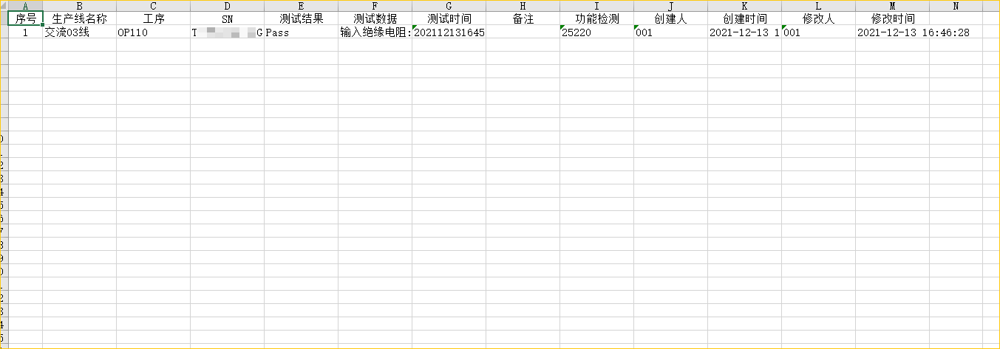 A B C D E F G H I J K L M N
序号 生产线名称 工序 SN 测试结果 测试数据 测试时间 备注 功能检测 创建人 创建时间 修改人 修改时间
1 交流03线 OP110 T G Pass 输入绝缘电阻: 202112131645 25220 001 2021-12-13 1 001 2021-12-13 16:46:28